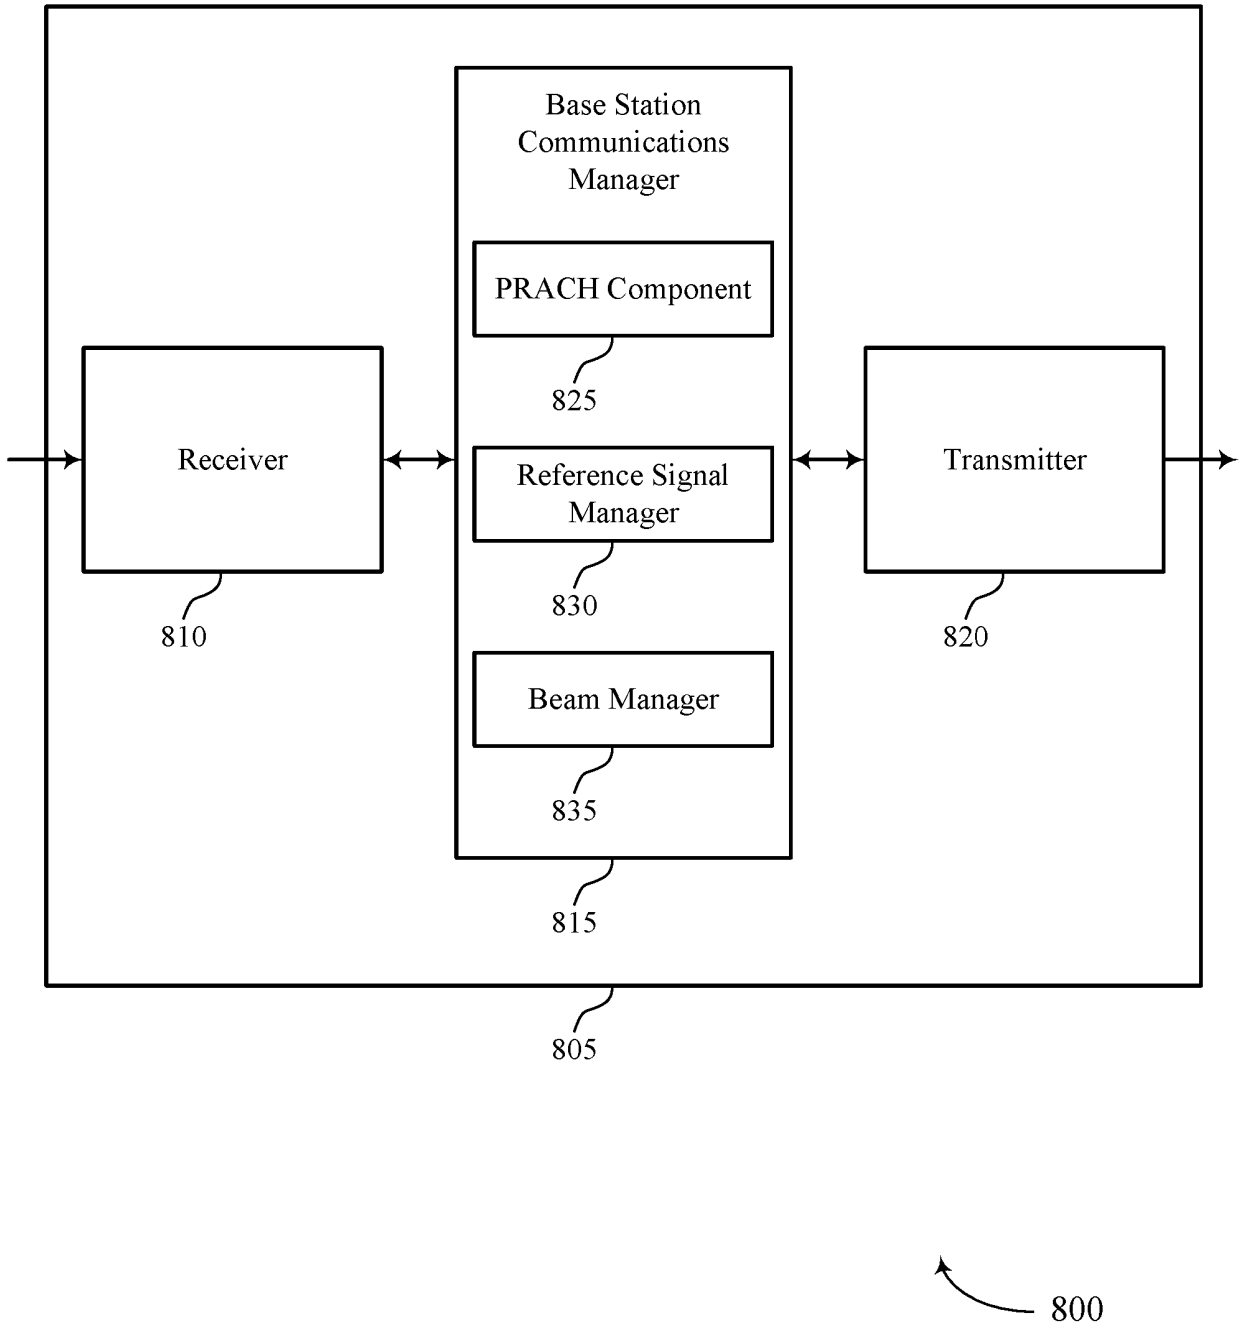 Base Station
Communications
Manager
PRACH Component
825
Receiver
810
Reference Signal
Manager
830
Transmitter
820
Beam Manager
835
815
805
800